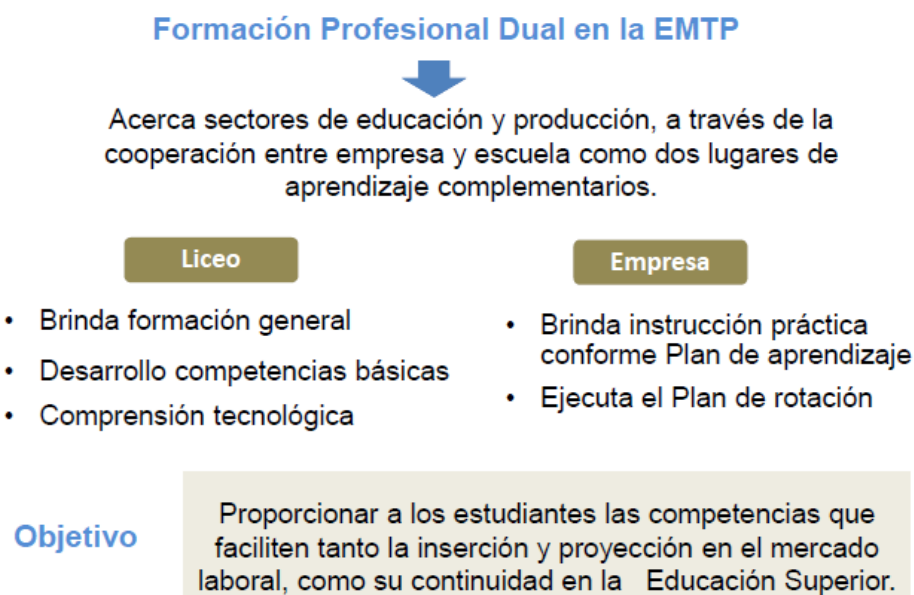 Formación Profesional Dual en la EMTP
Acerca sectores de educación y producción, a través de la
cooperación entre empresa y escuela como dos lugares de
aprendizaje complementarios.
Liceo
• Brinda formación general
• Desarrollo competencias básicas
• Comprensión tecnológica
Empresa
• Brinda instrucción práctica
conforme Plan de aprendizaje
• Ejecuta el Plan de rotación
Objetivo
Proporcionar a los estudiantes las competencias que
faciliten tanto la inserción y proyección en el mercado
laboral, como su continuidad en la Educación Superior.